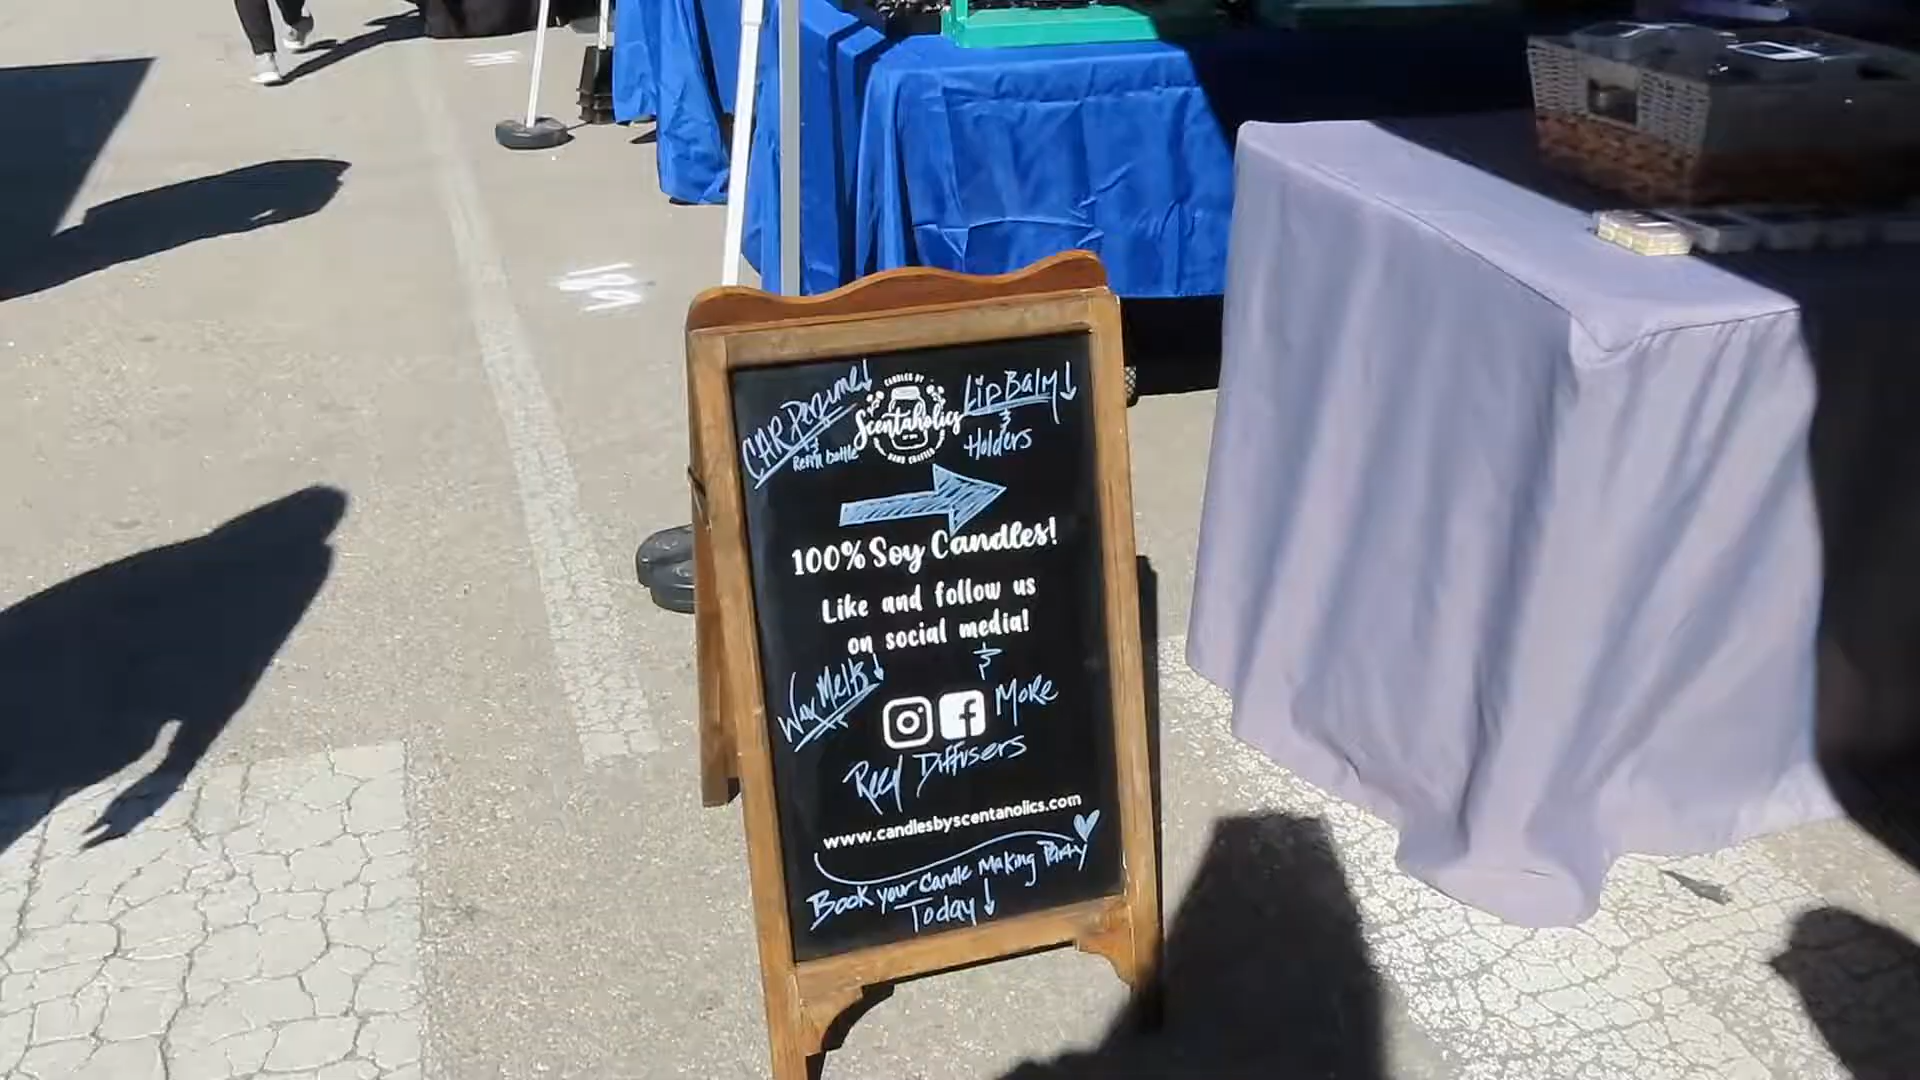 CAR Perfume!
& Refill bottle
CANDLES BY
Scentaholics
HAND CRAFTED
Lip Balm
&
Holders
100% Soy Candles!
Like and follow us
on social media!
Wax Melts
& More
Reed Diffusers
www.candlesbyscentaholics.com
Book your Candle Making Party
Today